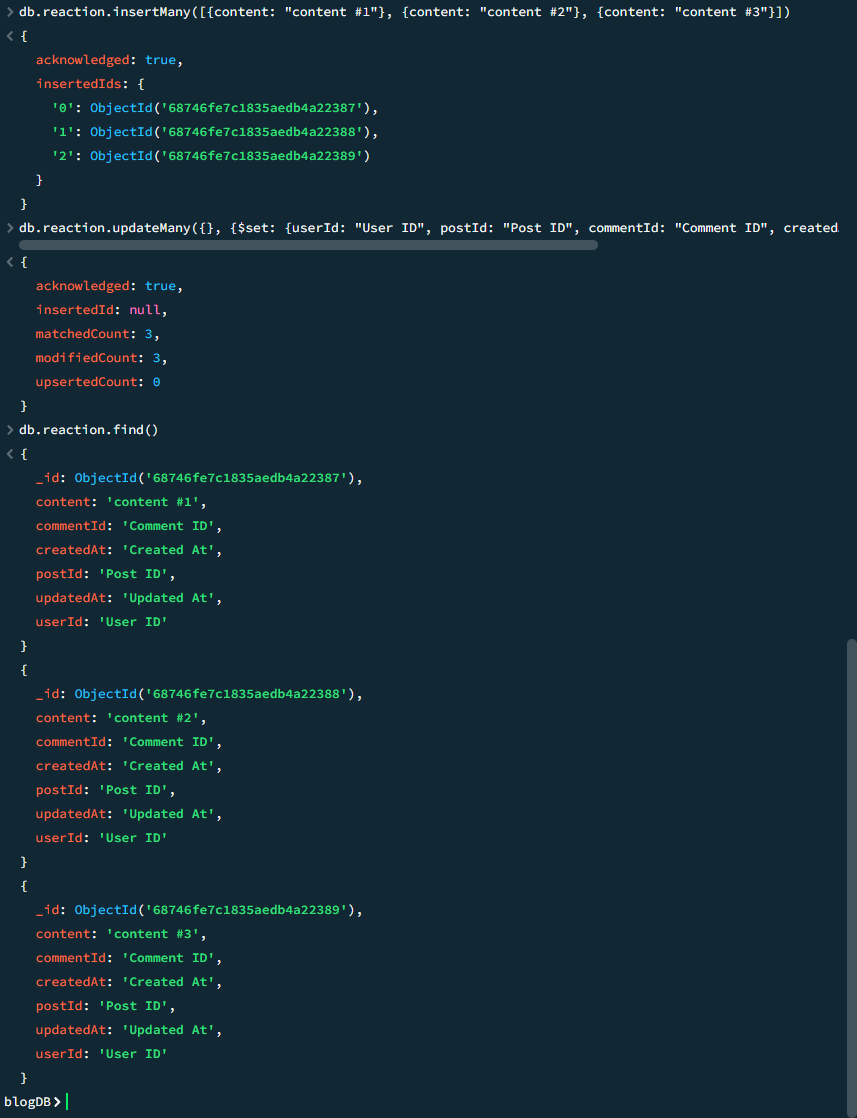 > db.reaction.insertMany([{content: "content #1"}, {content: "content #2"}, {content: "content #3"}])
< {
acknowledged: true,
insertedIds: {
'0': ObjectId('68746fe7c1835aedb4a22387'),
'1': ObjectId('68746fe7c1835aedb4a22388'),
'2': ObjectId('68746fe7c1835aedb4a22389')
}
}
> db.reaction.updateMany({}, {$set: {userId: "User ID", postId: "Post ID", commentId: "Comment ID", created
< {
acknowledged: true,
insertedId: null,
matchedCount: 3,
modifiedCount: 3,
upsertedCount: 0
}
> db.reaction.find()
< {
_id: ObjectId('68746fe7c1835aedb4a22387'),
content: 'content #1',
commentId: 'Comment ID',
createdAt: 'Created At',
postId: 'Post ID',
updatedAt: 'Updated At',
userId: 'User ID'
}
{
_id: ObjectId('68746fe7c1835aedb4a22388'),
content: 'content #2',
commentId: 'Comment ID',
createdAt: 'Created At',
postId: 'Post ID',
updatedAt: 'Updated At',
userId: 'User ID'
}
{
_id: ObjectId('68746fe7c1835aedb4a22389'),
content: 'content #3',
commentId: 'Comment ID',
createdAt: 'Created At',
postId: 'Post ID',
updatedAt: 'Updated At',
userId: 'User ID'
}
blogDB>